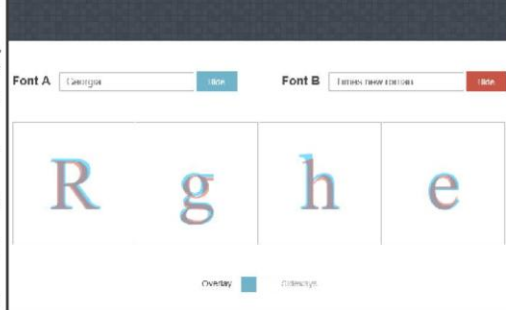 Font A Georgia Hide Font B Times new roman Hide
R g h e
Overlay Sideways